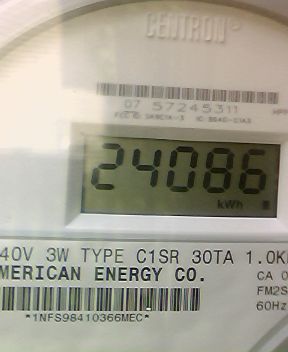 CENTRON®
07 57245311
24086
kWh
40V 3W TYPE C1SR 30TA 1.0K
MERICAN ENERGY CO.
CA 0
FM2S
60Hz
*1NFS98410366MEC*